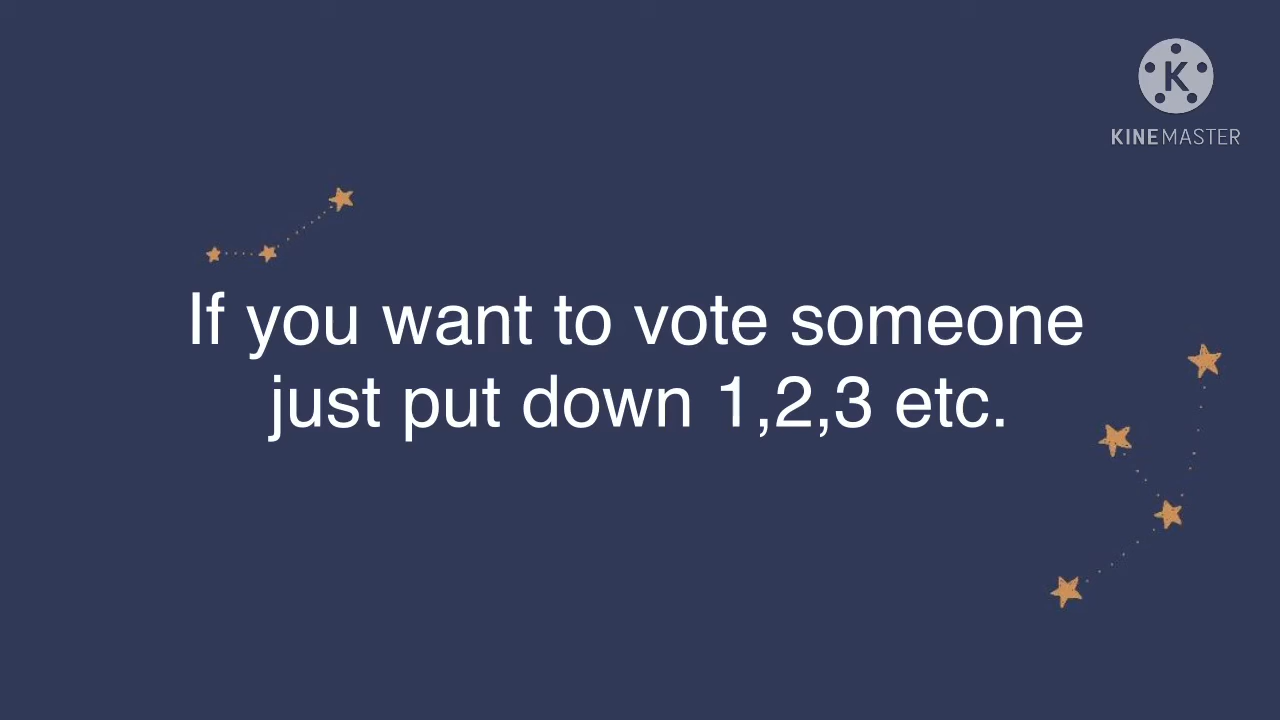 K
KINEMASTER
If you want to vote someone
just put down 1,2,3 etc.